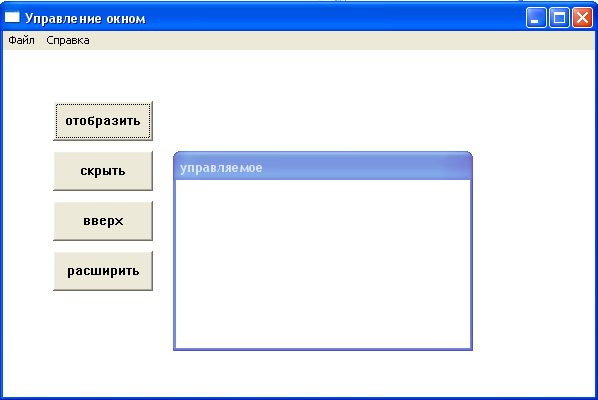 Управление окном
Файл Справка
отобразить
скрыть
вверх
расширить
управляемое